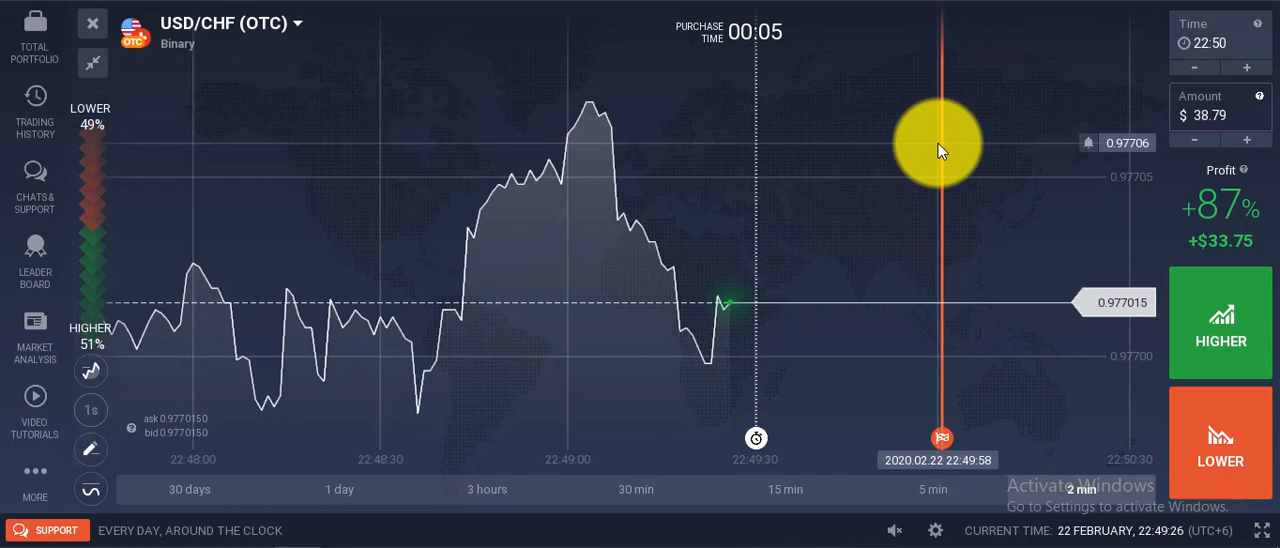 TOTAL
PORTFOLIO
TRADING
HISTORY
CHATS &
SUPPORT
LEADER
BOARD
MARKET
ANALYSIS
VIDEO
TUTORIALS
MORE
USD/CHF (OTC)
OTC
Binary
LOWER
49%
HIGHER
51%
1s
PURCHASE
TIME 00:05
0.97706
0.97705
0.977015
0.97700
ask 0.9770150
bid 0.9770150
22:48:00 22:48:30 22:49:00 22:49:30 2020.02.22 22:49:58 22:50:30
30 days 1 day 3 hours 30 min 15 min 5 min 2 min
Time
22:50
- +
Amount
$ 38.79
- +
Profit
+87%
+$33.75
HIGHER
LOWER
Activate Windows
Go to Settings to activate Windows.
SUPPORT EVERY DAY, AROUND THE CLOCK
CURRENT TIME: 22 FEBRUARY, 22:49:26 (UTC+6)